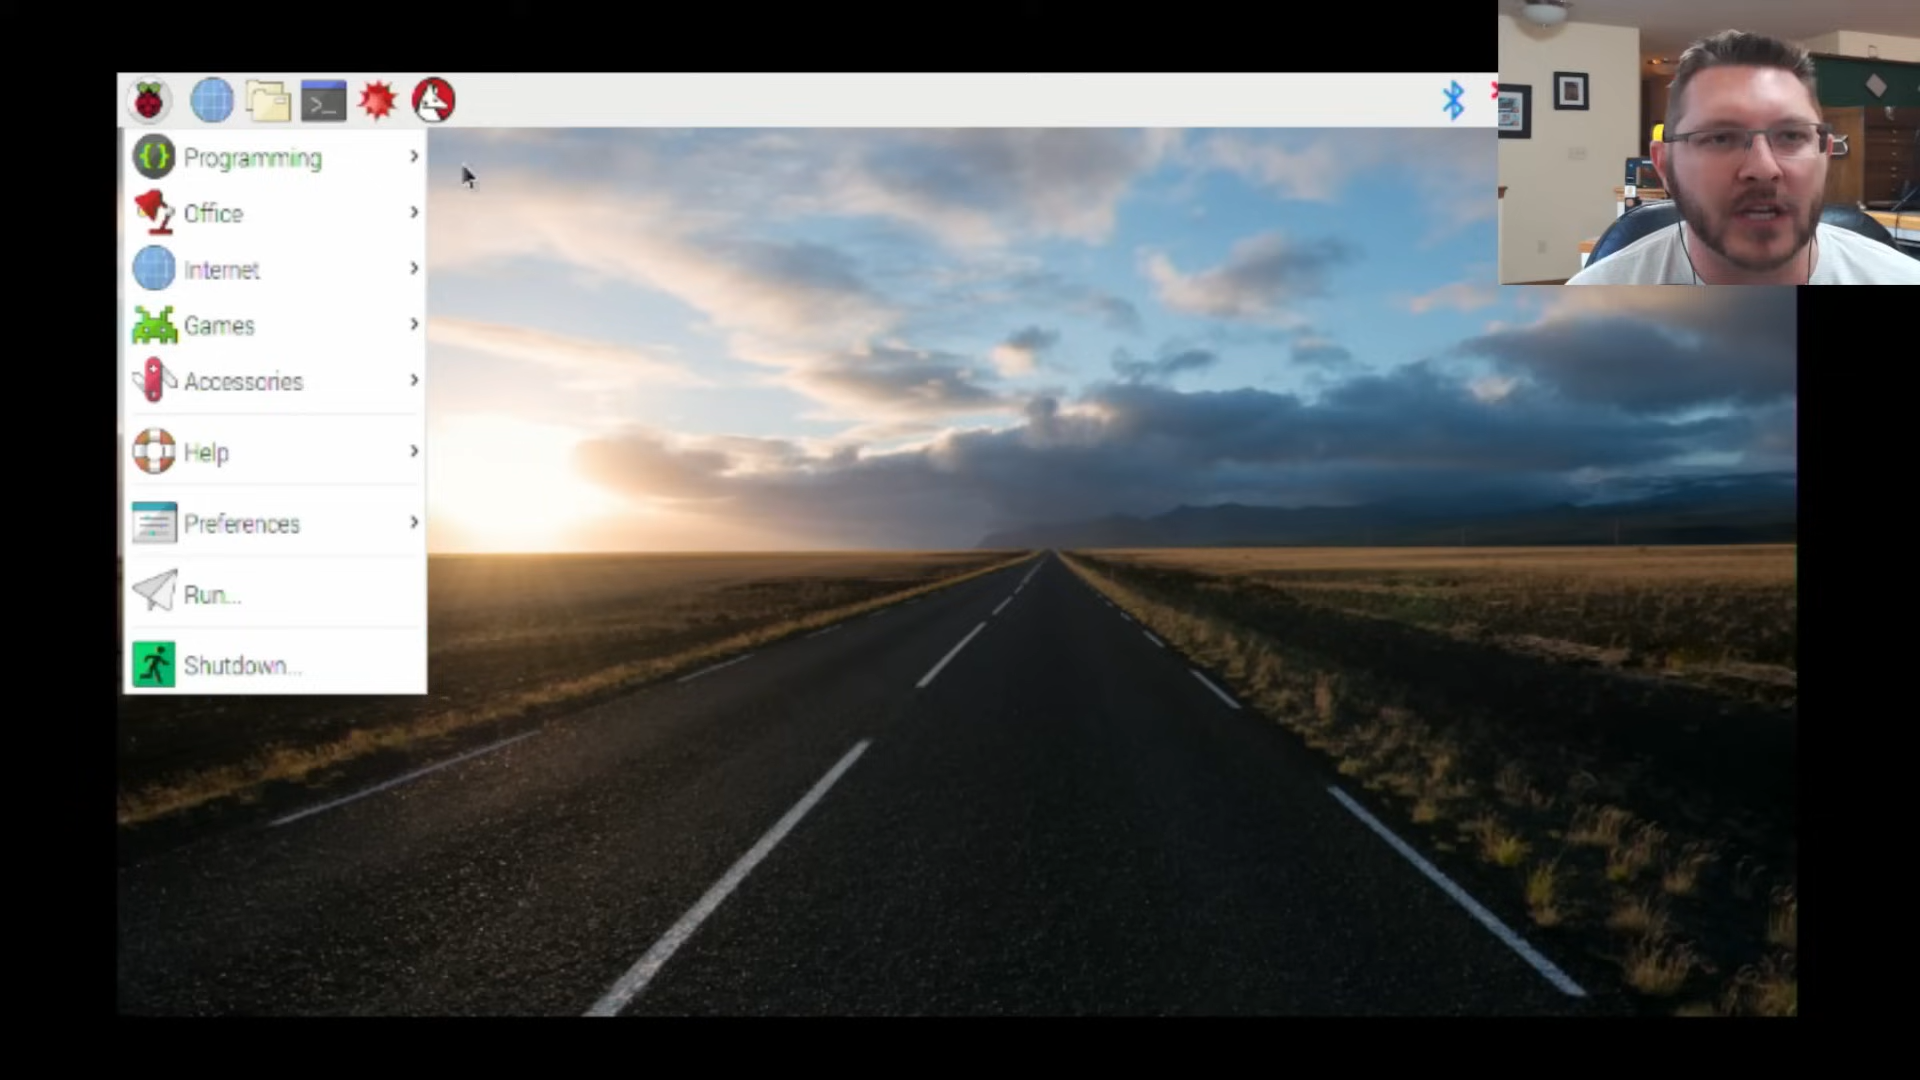 Programming
Office
Internet
Games
Accessories
Help
Preferences
Run...
Shutdown...